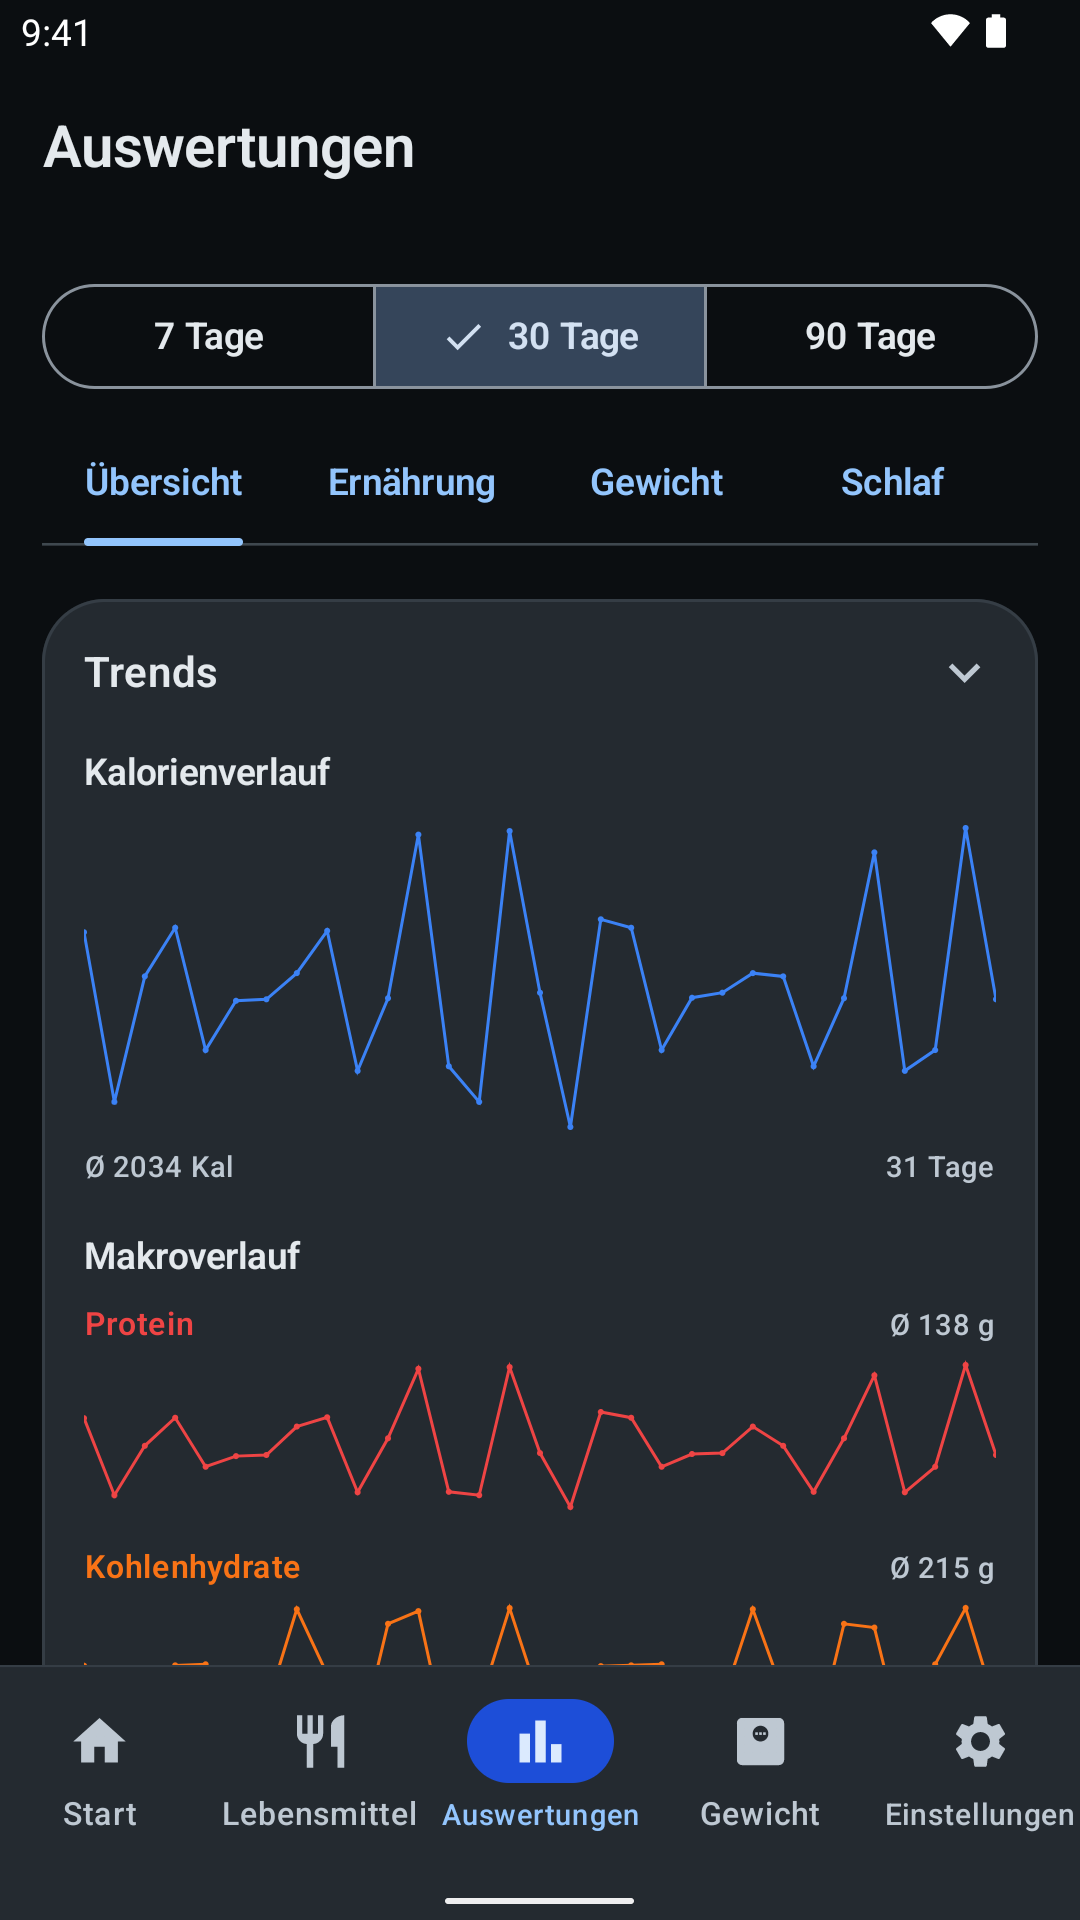 9:41
Auswertungen
7 Tage
30 Tage
90 Tage
Übersicht
Ernährung
Gewicht
Schlaf
Trends
Kalorienverlauf
Ø 2034 Kal
31 Tage
Makroverlauf
Protein
Ø 138 g
Kohlenhydrate
Ø 215 g
Start
Lebensmittel
Auswertungen
Gewicht
Einstellungen